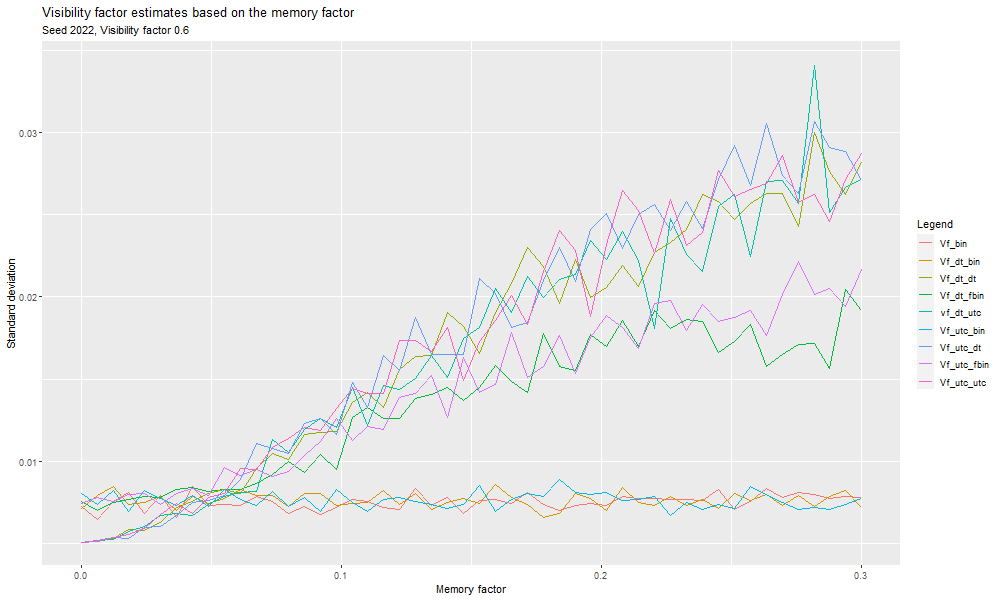 Visibility factor estimates based on the memory factor
Seed 2022, Visibility factor 0.6
Standard deviation
0.03
0.02
0.01
0.0
0.1
0.2
0.3
Memory factor
Legend
Vf_bin
Vf_dt_bin
Vf_dt_dt
Vf_dt_fbin
vf_dt_utc
Vf_utc_bin
Vf_utc_dt
Vf_utc_fbin
Vf_utc_utc